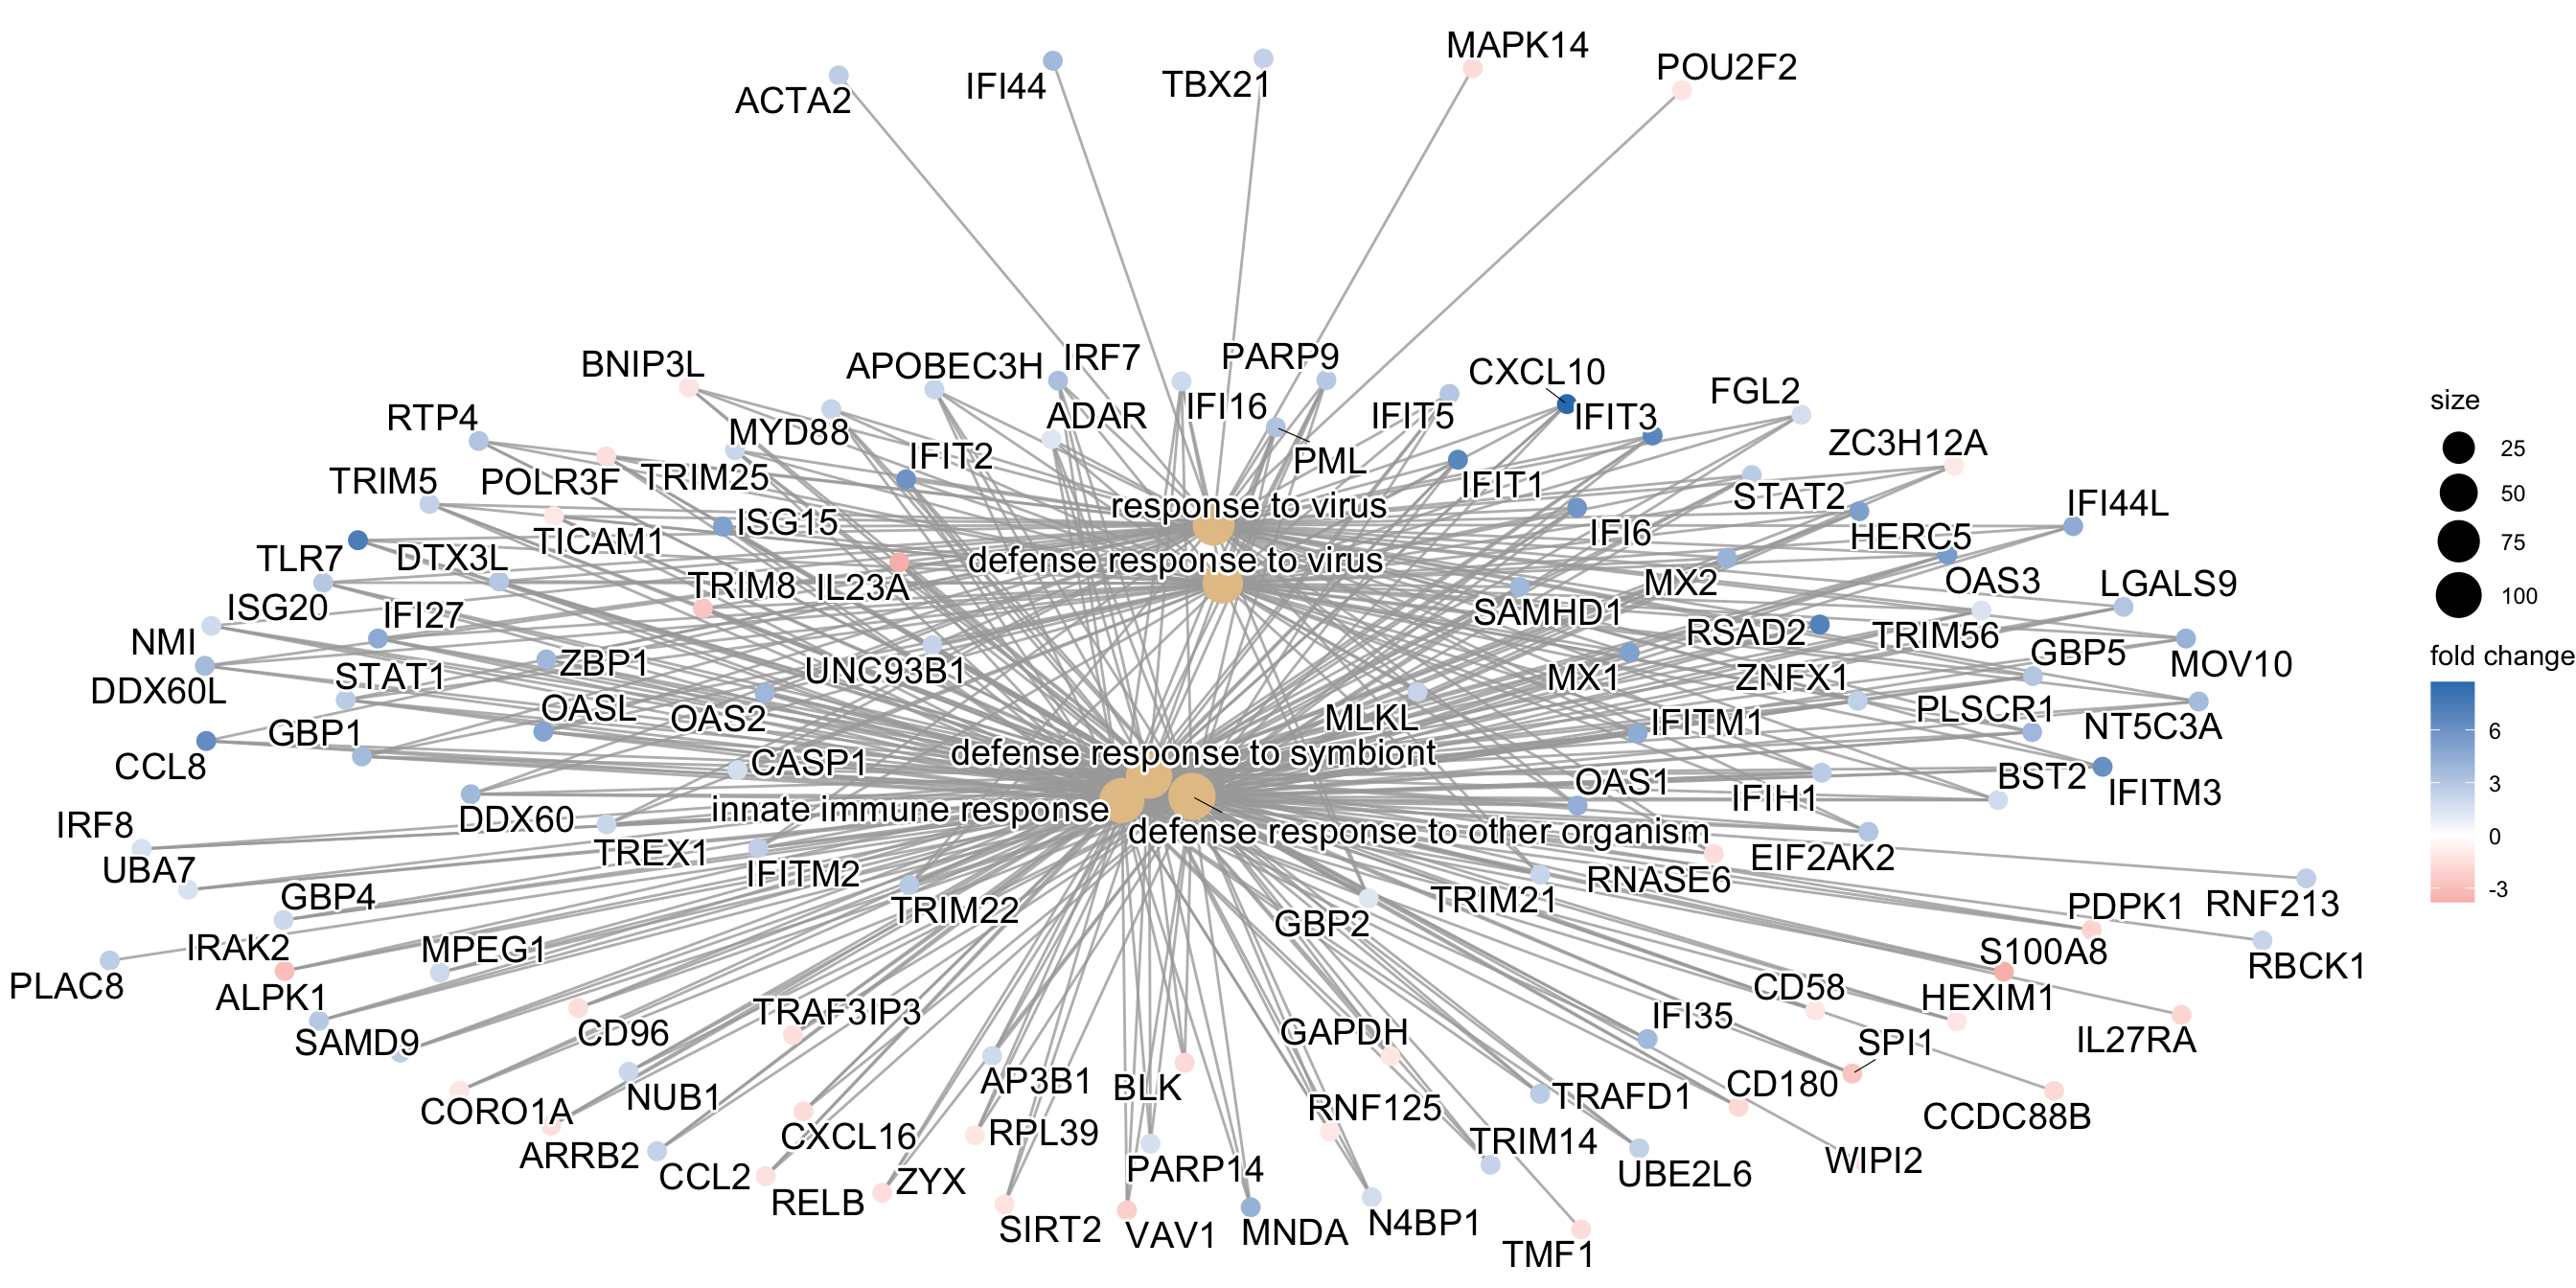 MAPK14
POU2F2
ACTA2
IFI44
TBX21
BNIP3L
APOBEC3H
IRF7
PARP9
CXCL10
FGL2
RTP4
MYD88
ADAR
IFI16
IFIT5
IFIT3
ZC3H12A
TRIM5
POLR3F
TRIM25
IFIT2
PML
IFIT1
STAT2
IFI44L
response to virus
TLR7
DTX3L
TICAM1
ISG15
defense response to virus
IFI6
HERC5
ISG20
IFI27
TRIM8
IL23A
SAMHD1
MX2
OAS3
LGALS9
NMI
STAT1
ZBP1
UNC93B1
RSAD2
TRIM56
GBP5
MOV10
DDX60L
OASL
OAS2
MX1
ZNFX1
PLSCR1
NT5C3A
GBP1
MLKL
IFITM1
CCL8
CASP1
defense response to symbiont
OAS1
IFIH1
BST2
IFITM3
IRF8
DDX60
innate immune response
defense response to other organism
UBA7
TREX1
IFITM2
EIF2AK2
GBP4
TRIM22
GBP2
TRIM21
RNASE6
PDPK1
RNF213
IRAK2
MPEG1
S100A8
RBCK1
PLAC8
ALPK1
CD58
HEXIM1
SAMD9
CD96
TRAF3IP3
GAPDH
IFI35
SPI1
IL27RA
CORO1A
NUB1
AP3B1
BLK
RNF125
TRAFD1
CD180
CCDC88B
ARRB2
CCL2
CXCL16
RPL39
PARP14
TRIM14
UBE2L6
WIPI2
RELB
ZYX
SIRT2
VAV1
MNDA
N4BP1
TMF1
size
25
50
75
100
fold change
6
3
0
-3